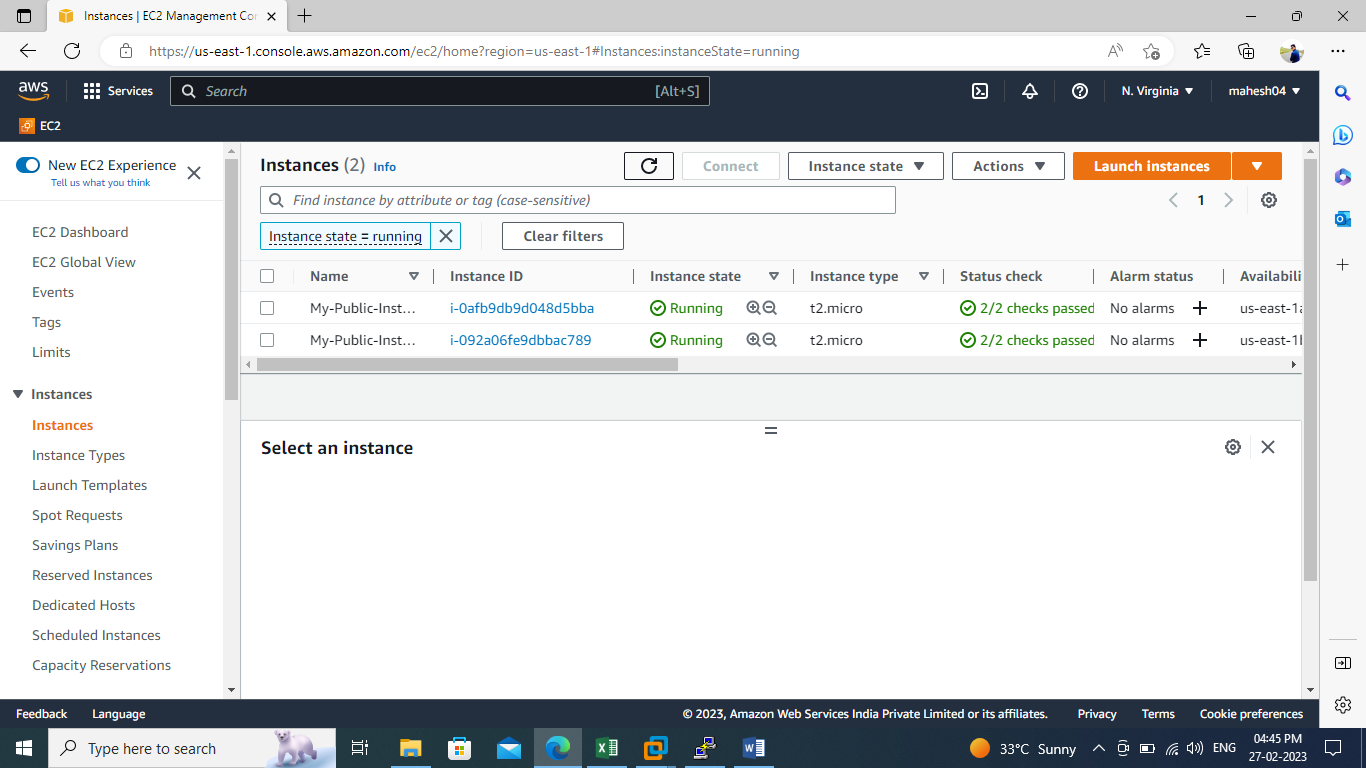 Instances | EC2 Management Cor
https://us-east-1.console.aws.amazon.com/ec2/home?region=us-east-1#Instances:instanceState=running
aws Services Search [Alt+S] N. Virginia mahesh04
EC2
New EC2 Experience
Tell us what you think
EC2 Dashboard
EC2 Global View
Events
Tags
Limits
Instances
Instances
Instance Types
Launch Templates
Spot Requests
Savings Plans
Reserved Instances
Dedicated Hosts
Scheduled Instances
Capacity Reservations
Instances (2) Info Connect Instance state Actions Launch instances
Find instance by attribute or tag (case-sensitive) 1
Instance state = running Clear filters
Name Instance ID Instance state Instance type Status check Alarm status Availabili
My-Public-Inst... i-0afb9db9d048d5bba Running t2.micro 2/2 checks passed No alarms us-east-1a
My-Public-Inst... i-092a06fe9dbbac789 Running t2.micro 2/2 checks passed No alarms us-east-1
Select an instance
Feedback Language © 2023, Amazon Web Services India Private Limited or its affiliates. Privacy Terms Cookie preferences
Type here to search 33°C Sunny ENG 04:45 PM
27-02-2023